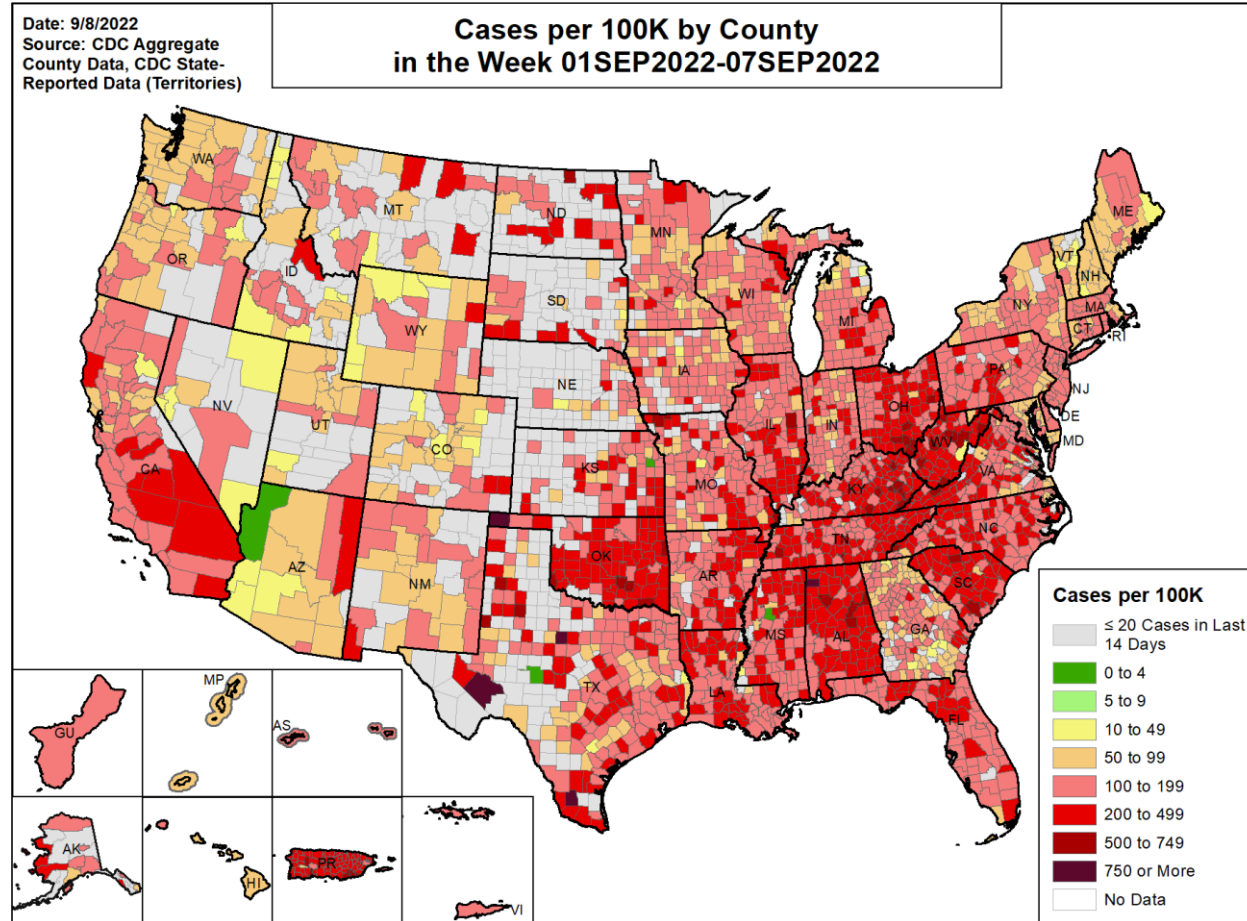 Date: 9/8/2022
Source: CDC Aggregate
County Data, CDC State-
Reported Data (Territories)
Cases per 100K by County
in the Week 01SEP2022-07SEP2022
WA
MT
ND
MN
ME
OR
ID
SD
WI
MI
VT
NH
NY
MA
CT
RI
WY
IA
NE
PA
NJ
NV
UT
CO
IL
IN
OH
DE
MD
WV
VA
CA
KS
MO
KY
AZ
NM
OK
AR
TN
NC
SC
MS
AL
GA
TX
LA
FL
GU
MP
AS
AK
HI
PR
VI
Cases per 100K
≤ 20 Cases in Last
14 Days
0 to 4
5 to 9
10 to 49
50 to 99
100 to 199
200 to 499
500 to 749
750 or More
No Data